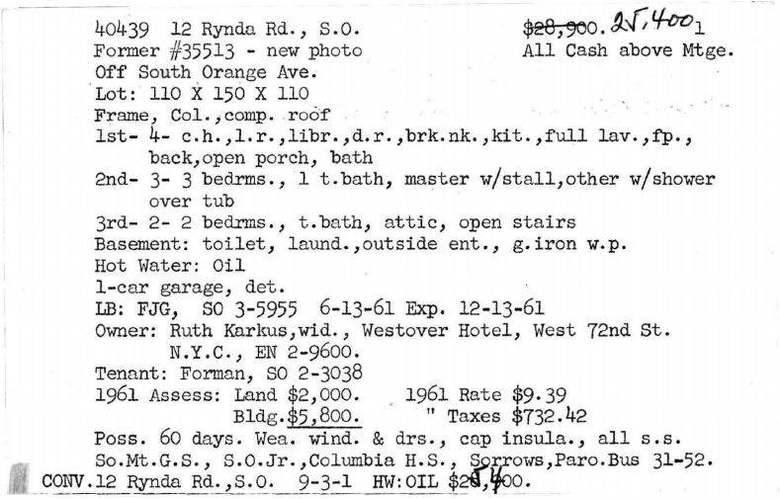 40439 12 Rynda Rd., S.O. $28,900. 25,400 1
Former #35513 - new photo All Cash above Mtge.
Off South Orange Ave.
Lot: 110 X 150 X 110
Frame, Col.,comp. roof
1st- 4- c.h.,l.r.,libr.,d.r.,brk.nk.,kit.,full lav.,fp.,
back,open porch, bath
2nd- 3- 3 bedrms., 1 t.bath, master w/stall,other w/shower
over tub
3rd- 2- 2 bedrms., t.bath, attic, open stairs
Basement: toilet, laund.,outside ent., g.iron w.p.
Hot Water: Oil
1-car garage, det.
LB: FJG, SO 3-5955 6-13-61 Exp. 12-13-61
Owner: Ruth Karkus,wid., Westover Hotel, West 72nd St.
N.Y.C., EN 2-9600.
Tenant: Forman, SO 2-3038
1961 Assess: Land $2,000. 1961 Rate $9.39
Bldg.$5,800. " Taxes $732.42
Poss. 60 days. Wea. wind. & drs., cap insula., all s.s.
So.Mt.G.S., S.O.Jr.,Columbia H.S., Sorrows,Paro.Bus 31-52.
CONV.12 Rynda Rd.,S.O. 9-3-1 HW:OIL $25,400.